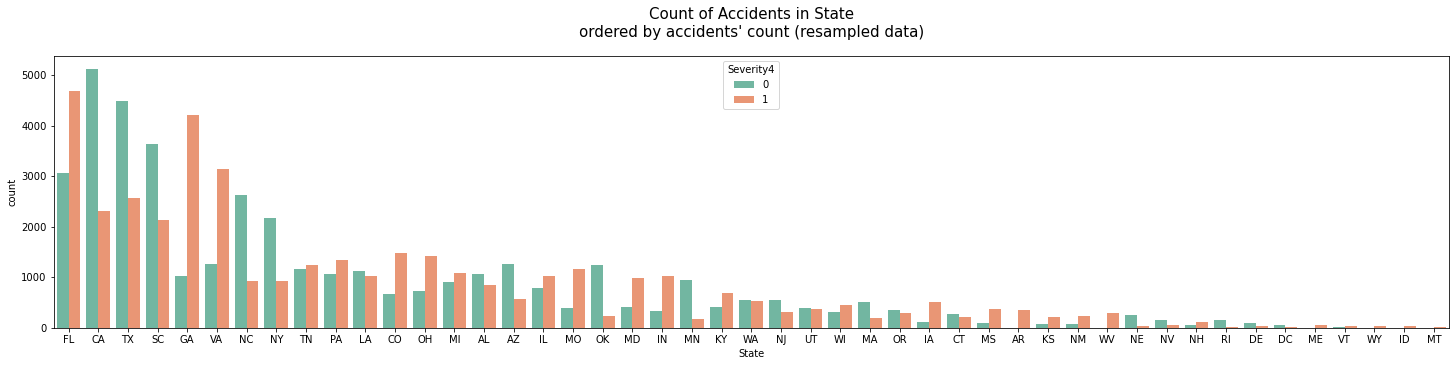 Count of Accidents in State
ordered by accidents' count (resampled data)
Severity4
0
1
5000
4000
3000
2000
1000
0
count
FL CA TX SC GA VA NC NY TN PA LA CO OH MI AL AZ IL MO OK MD IN MN KY WA NJ UT WI MA OR IA CT MS AR KS NM WV NE NV NH RI DE DC ME VT WY ID MT
State